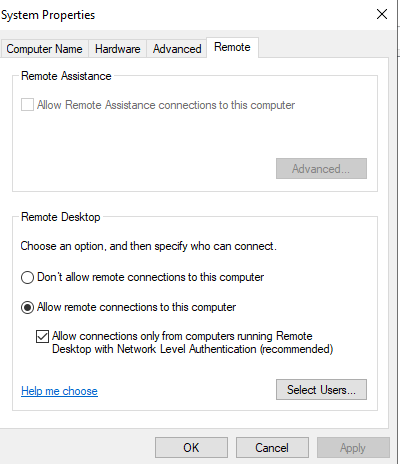 System Properties
Computer Name Hardware Advanced Remote
Remote Assistance
Allow Remote Assistance connections to this computer
Advanced...
Remote Desktop
Choose an option, and then specify who can connect.
Don't allow remote connections to this computer
Allow remote connections to this computer
Allow connections only from computers running Remote
Desktop with Network Level Authentication (recommended)
Help me choose Select Users...
OK Cancel Apply